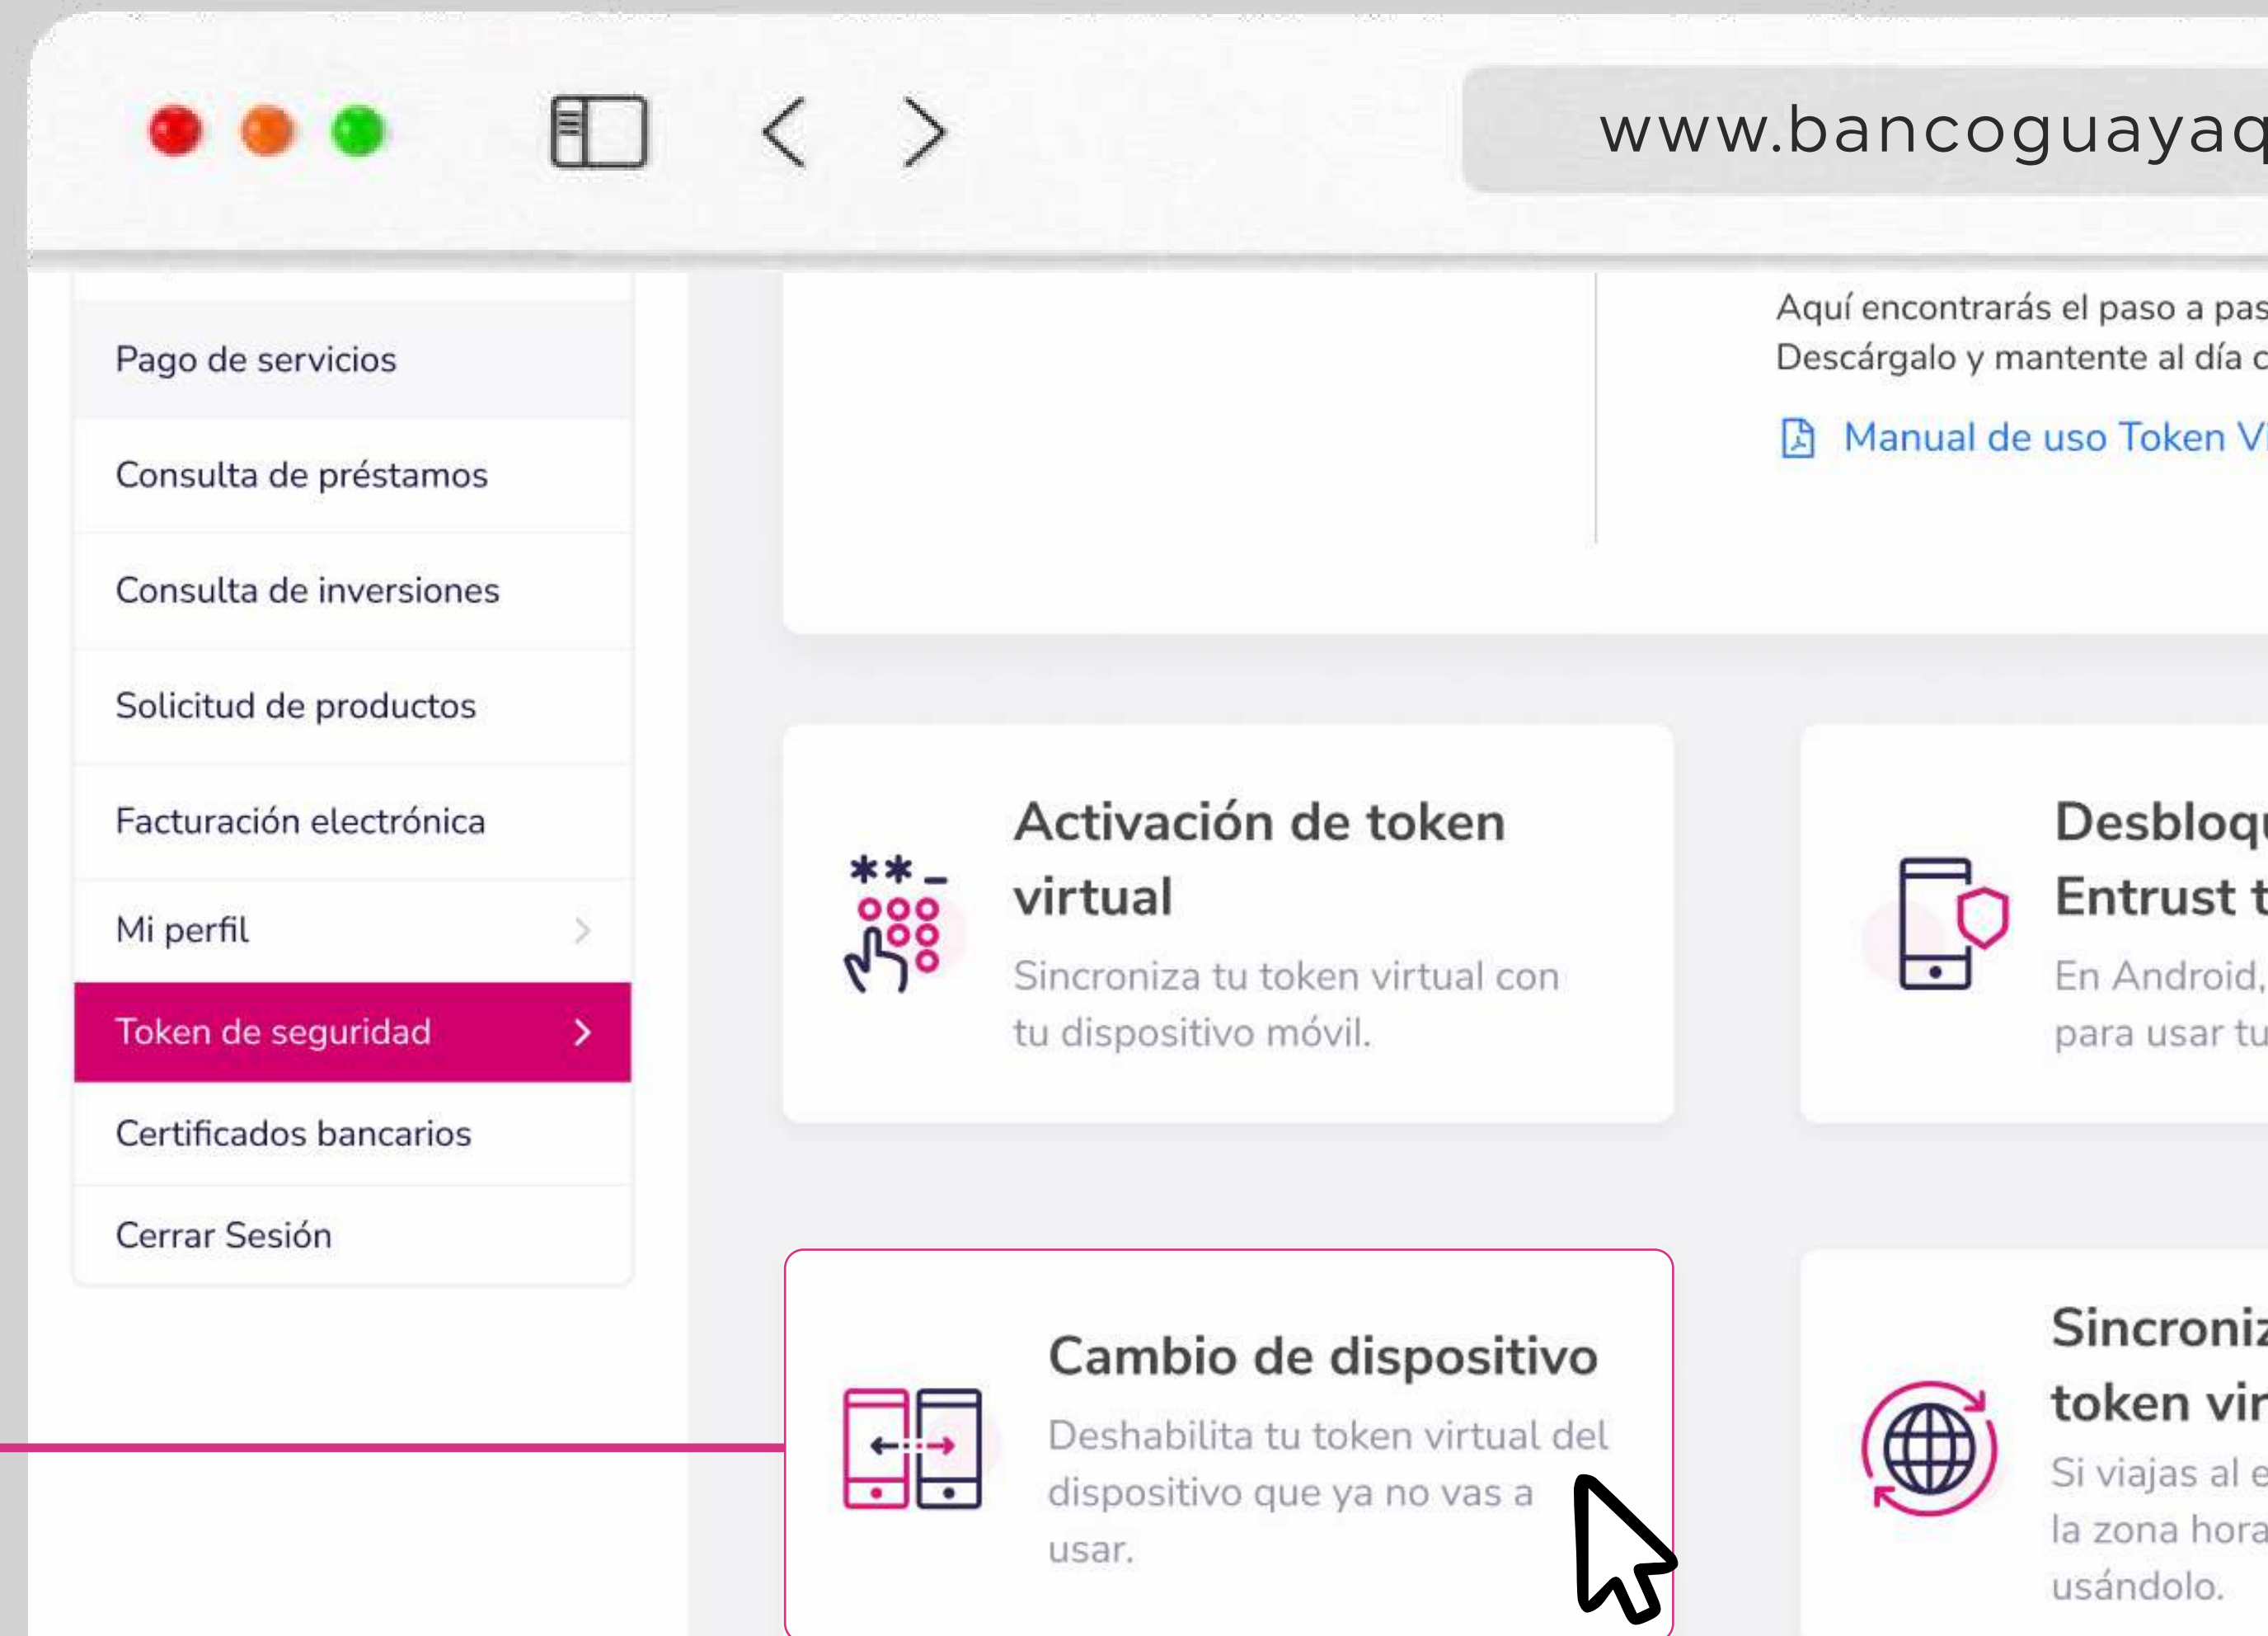 www.bancoguayaq
Pago de servicios
Consulta de préstamos
Consulta de inversiones
Solicitud de productos
Facturación electrónica
Mi perfil
Token de seguridad
Certificados bancarios
Cerrar Sesión
Aquí encontrarás el paso a pas
Descárgalo y mantente al día c
Manual de uso Token Vi
Activación de token
virtual
Sincroniza tu token virtual con
tu dispositivo móvil.
Desbloqu
Entrust t
En Android,
para usar tu
Cambio de dispositivo
Deshabilita tu token virtual del
dispositivo que ya no vas a
usar.
Sincroniz
token vir
Si viajas al e
la zona hora
usándolo.